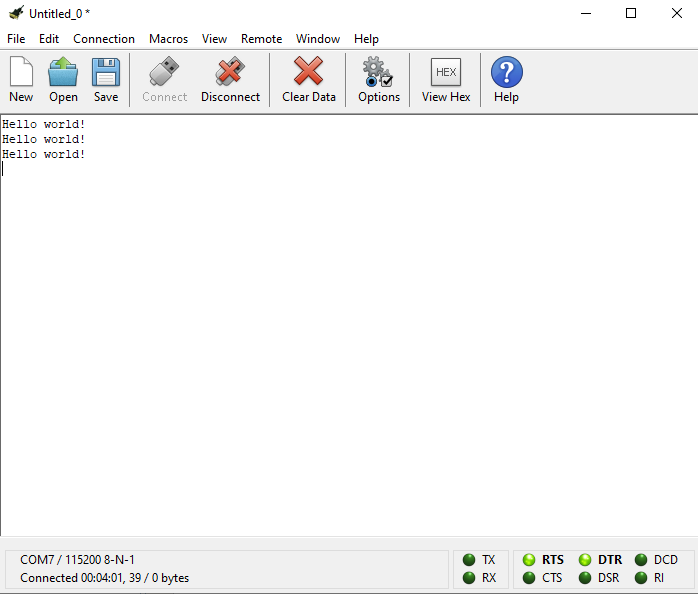 Untitled_0 *
File Edit Connection Macros View Remote Window Help
New Open Save Connect Disconnect Clear Data Options HEX View Hex ? Help
Hello world!
Hello world!
Hello world!
COM7 / 115200 8-N-1
Connected 00:04:01, 39 / 0 bytes
TX RTS DTR DCD
RX CTS DSR RI